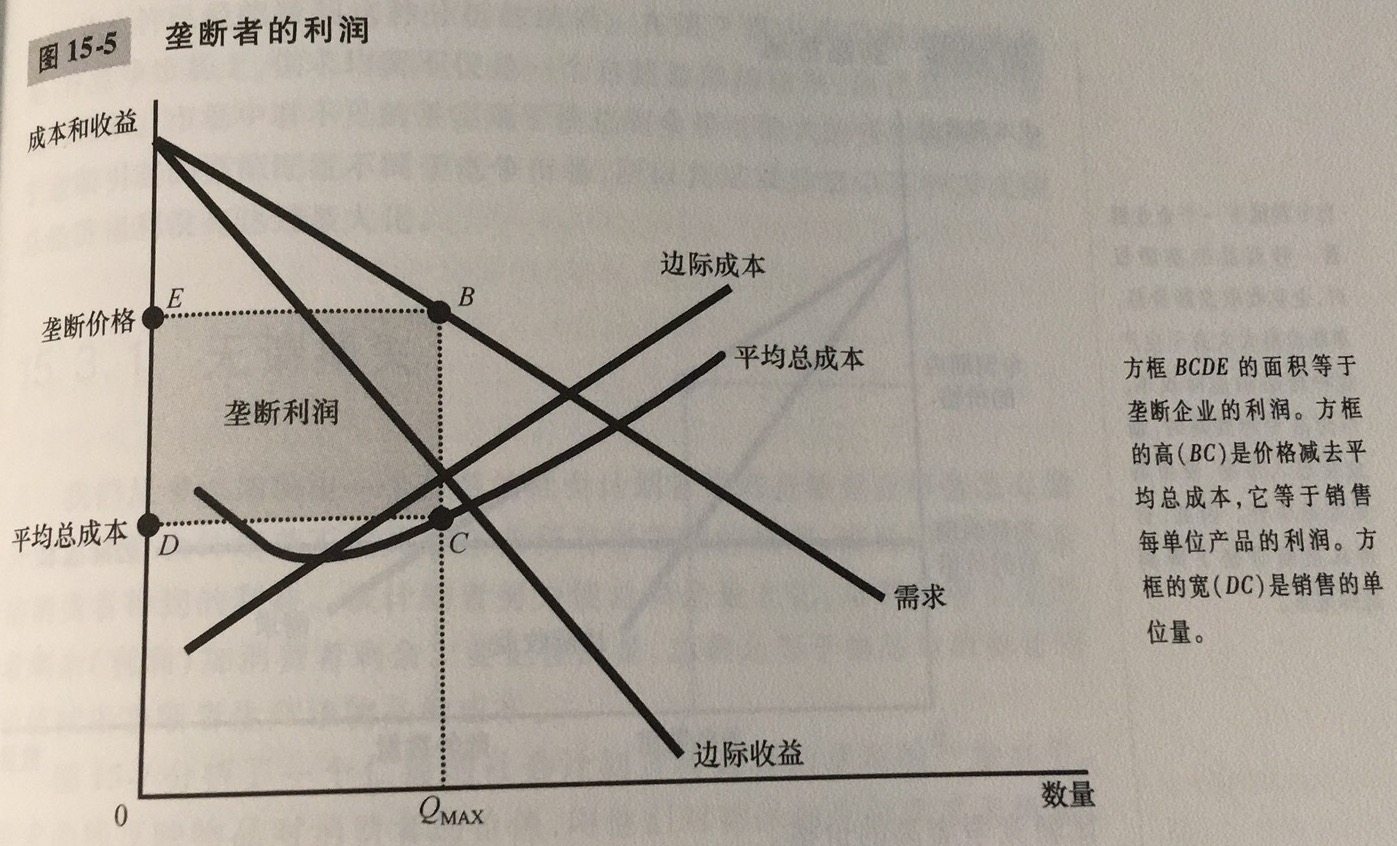 图 15-5 垄断者的利润
成本和收益
边际成本
E
B
垄断价格
平均总成本
垄断利润
平均总成本
D
C
需求
边际收益
0
QMAX
数量
方框 BCDE 的面积等于
垄断企业的利润。方框
的高(BC)是价格减去平
均总成本,它等于销售
每单位产品的利润。方
框的宽(DC)是销售的单
位量。